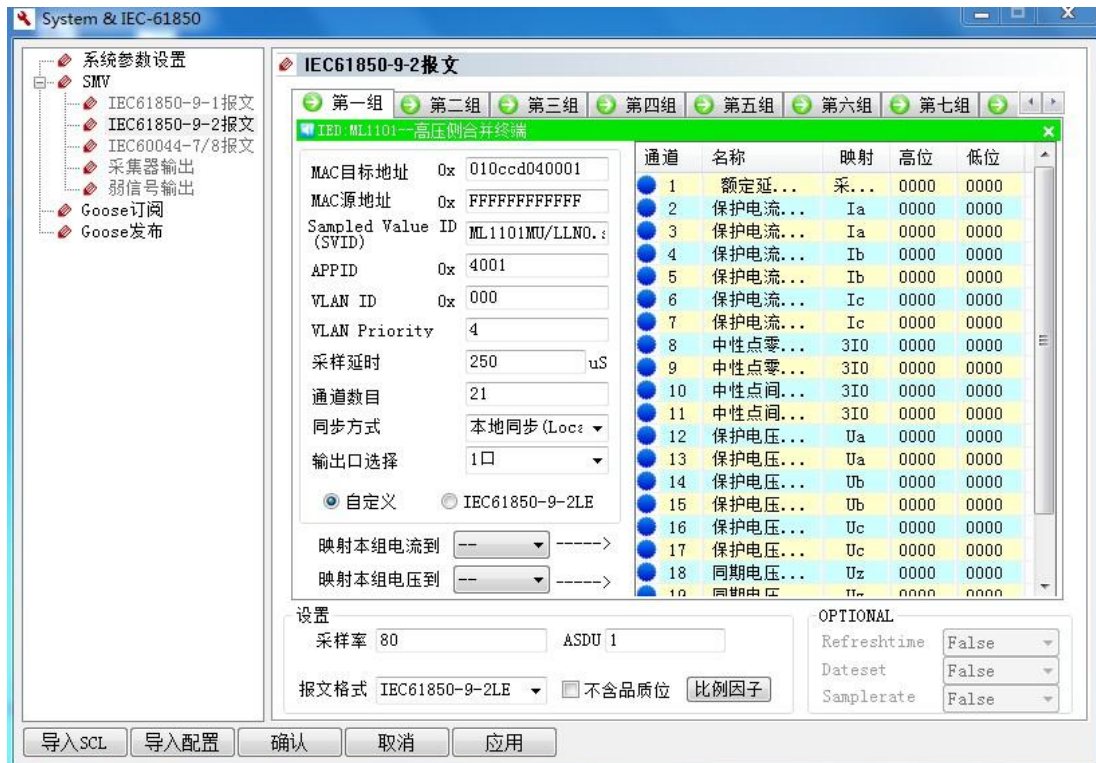 System & IEC-61850
系统参数设置
SMV
IEC61850-9-1报文
IEC61850-9-2报文
IEC60044-7/8报文
采集器输出
弱信号输出
Goose订阅
Goose发布
IEC61850-9-2报文
第一组 第二组 第三组 第四组 第五组 第六组 第七组
IED:ML1101--高压侧合并终端
MAC目标地址 0x 010ccd040001
MAC源地址 0x FFFFFFFFFFFF
Sampled Value ID (SVID) ML1101MU/LLN0.
APPID 0x 4001
VLAN ID 0x 000
VLAN Priority 4
采样延时 250 uS
通道数目 21
同步方式 本地同步(Loca
输出口选择 1口
自定义 IEC61850-9-2LE
映射本组电流到 -- ----->
映射本组电压到 -- ----->
通道 名称 映射 高位 低位
1 额定延... 采... 0000 0000
2 保护电流... Ia 0000 0000
3 保护电流... Ia 0000 0000
4 保护电流... Ib 0000 0000
5 保护电流... Ib 0000 0000
6 保护电流... Ic 0000 0000
7 保护电流... Ic 0000 0000
8 中性点零... 3I0 0000 0000
9 中性点零... 3I0 0000 0000
10 中性点间... 3I0 0000 0000
11 中性点间... 3I0 0000 0000
12 保护电压... Ua 0000 0000
13 保护电压... Ua 0000 0000
14 保护电压... Ub 0000 0000
15 保护电压... Ub 0000 0000
16 保护电压... Uc 0000 0000
17 保护电压... Uc 0000 0000
18 同期电压... Uz 0000 0000
设置
采样率 80 ASDU 1
报文格式 IEC61850-9-2LE 不含品质位 比例因子
OPTIONAL
Refreshtime False
Dateset False
Samplerate False
导入SCL 导入配置 确认 取消 应用